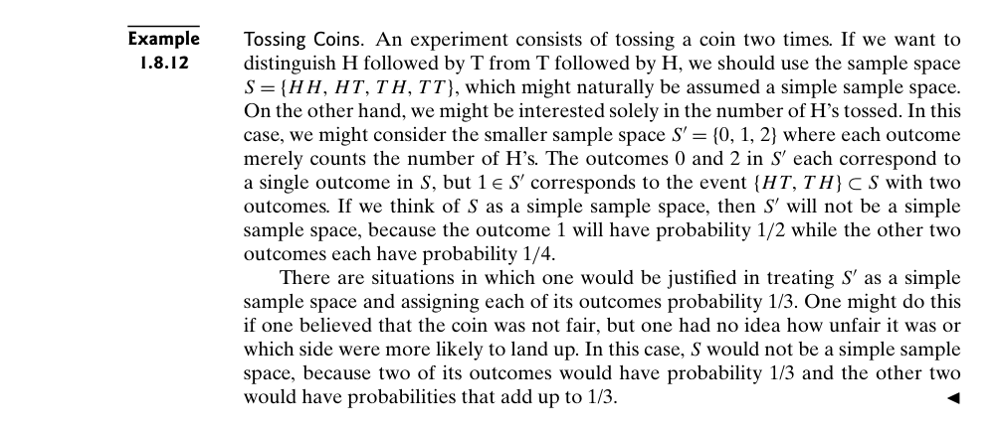 Example
1.8.12
Tossing Coins. An experiment consists of tossing a coin two times. If we want to
distinguish H followed by T from T followed by H, we should use the sample space
S = {HH, HT, TH, TT}, which might naturally be assumed a simple sample space.
On the other hand, we might be interested solely in the number of H's tossed. In this
case, we might consider the smaller sample space S′ = {0, 1, 2} where each outcome
merely counts the number of H's. The outcomes 0 and 2 in S′ each correspond to
a single outcome in S, but 1 ∈ S′ corresponds to the event {HT, TH} ⊂ S with two
outcomes. If we think of S as a simple sample space, then S′ will not be a simple
sample space, because the outcome 1 will have probability 1/2 while the other two
outcomes each have probability 1/4.
There are situations in which one would be justified in treating S′ as a simple
sample space and assigning each of its outcomes probability 1/3. One might do this
if one believed that the coin was not fair, but one had no idea how unfair it was or
which side were more likely to land up. In this case, S would not be a simple sample
space, because two of its outcomes would have probability 1/3 and the other two
would have probabilities that add up to 1/3. ◄